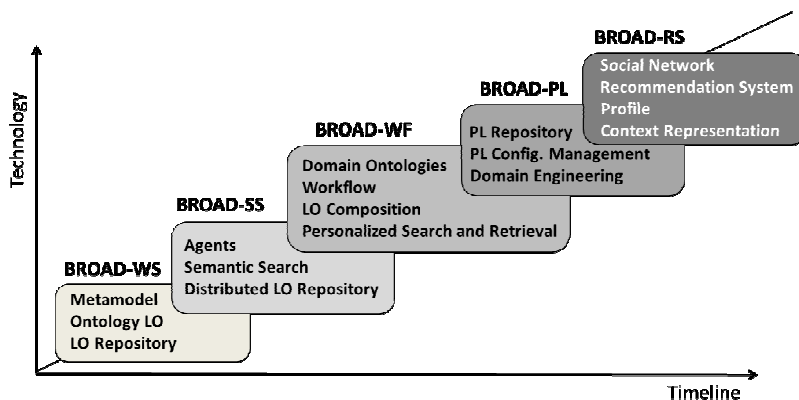 BROAD-RS
Social Network
Recommendation System
Profile
Context Representation
BROAD-PL
PL Repository
PL Config. Management
Domain Engineering
BROAD-WF
Domain Ontologies
Workflow
LO Composition
Personalized Search and Retrieval
BROAD-SS
Agents
Semantic Search
Distributed LO Repository
BROAD-WS
Metamodel
Ontology LO
LO Repository
Technology
Timeline